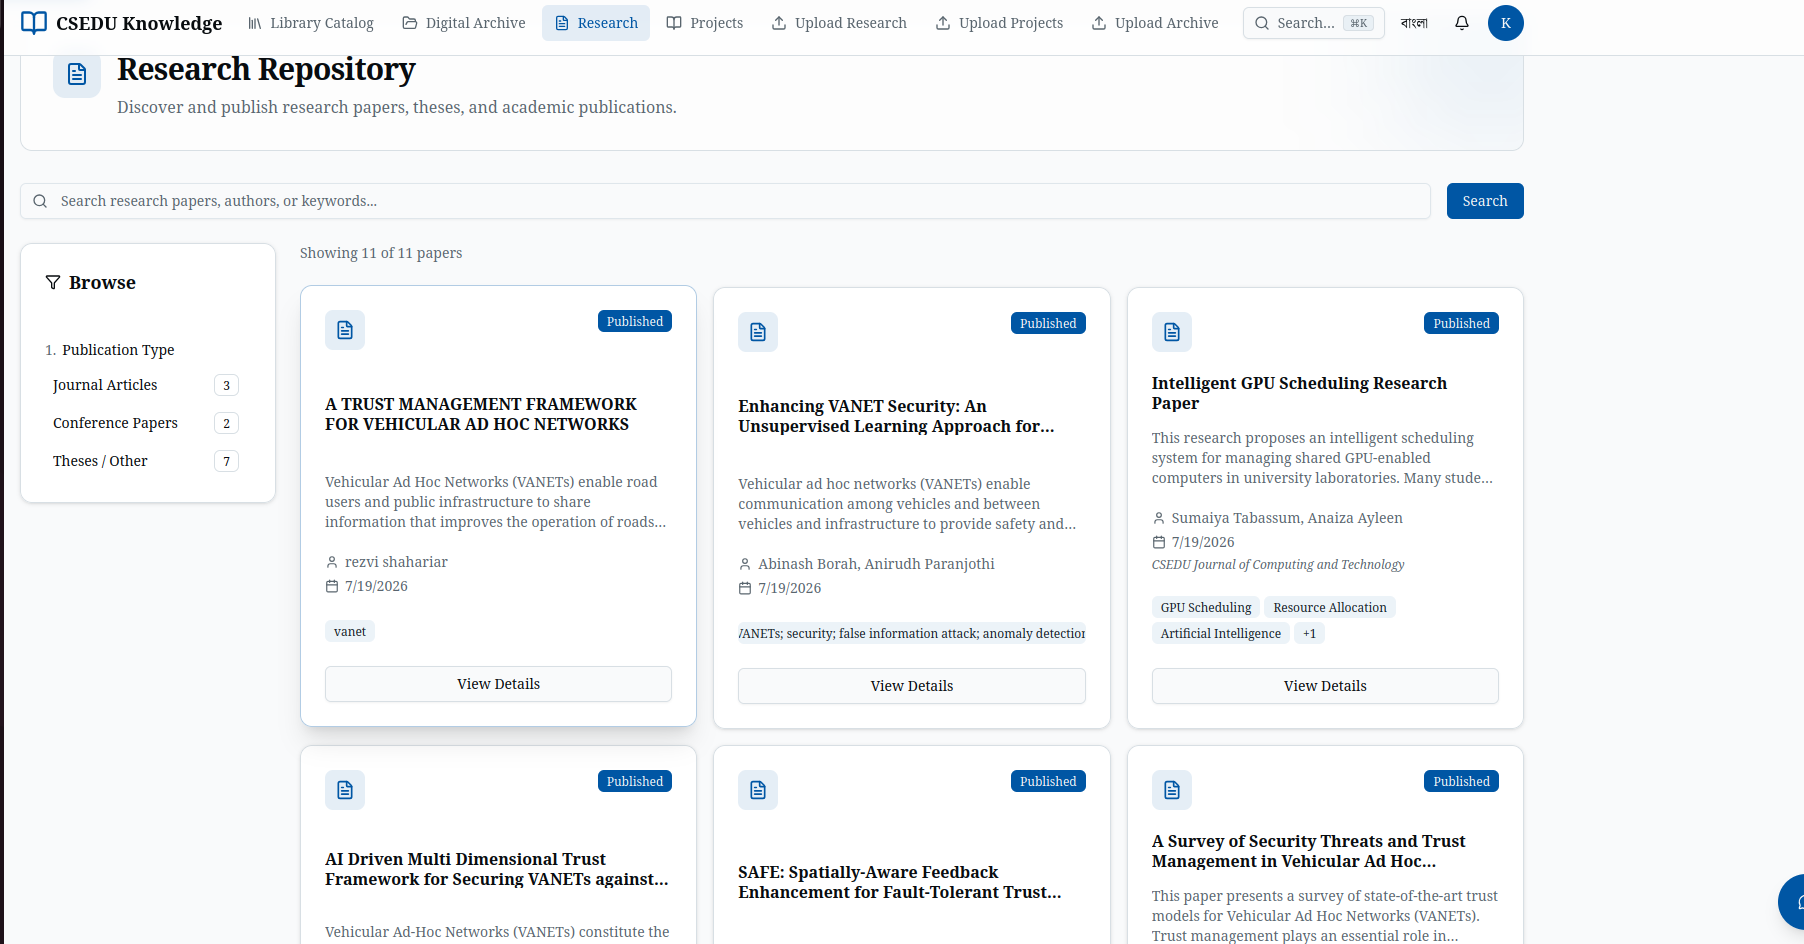 CSEDU Knowledge
Library Catalog
Digital Archive
Research
Projects
Upload Research
Upload Projects
Upload Archive
Search...
⌘K
বাংলা
K
Research Repository
Discover and publish research papers, theses, and academic publications.
Search research papers, authors, or keywords...
Search
Browse
1. Publication Type
Journal Articles 3
Conference Papers 2
Theses / Other 7
Showing 11 of 11 papers
Published
A TRUST MANAGEMENT FRAMEWORK
FOR VEHICULAR AD HOC NETWORKS
Vehicular Ad Hoc Networks (VANETs) enable road
users and public infrastructure to share
information that improves the operation of roads...
rezvi shahariar
7/19/2026
vanet
View Details
Published
Enhancing VANET Security: An
Unsupervised Learning Approach for...
Vehicular ad hoc networks (VANETs) enable
communication among vehicles and between
vehicles and infrastructure to provide safety and...
Abinash Borah, Anirudh Paranjothi
7/19/2026
VANETs; security; false information attack; anomaly detection
View Details
Published
Intelligent GPU Scheduling Research
Paper
This research proposes an intelligent scheduling
system for managing shared GPU-enabled
computers in university laboratories. Many stude...
Sumaiya Tabassum, Anaiza Ayleen
7/19/2026
CSEDU Journal of Computing and Technology
GPU Scheduling
Resource Allocation
Artificial Intelligence
+1
View Details
Published
AI Driven Multi Dimensional Trust
Framework for Securing VANETs against...
Vehicular Ad-Hoc Networks (VANETs) constitute the
Published
SAFE: Spatially-Aware Feedback
Enhancement for Fault-Tolerant Trust...
Published
A Survey of Security Threats and Trust
Management in Vehicular Ad Hoc...
This paper presents a survey of state-of-the-art trust
models for Vehicular Ad Hoc Networks (VANETs).
Trust management plays an essential role in...